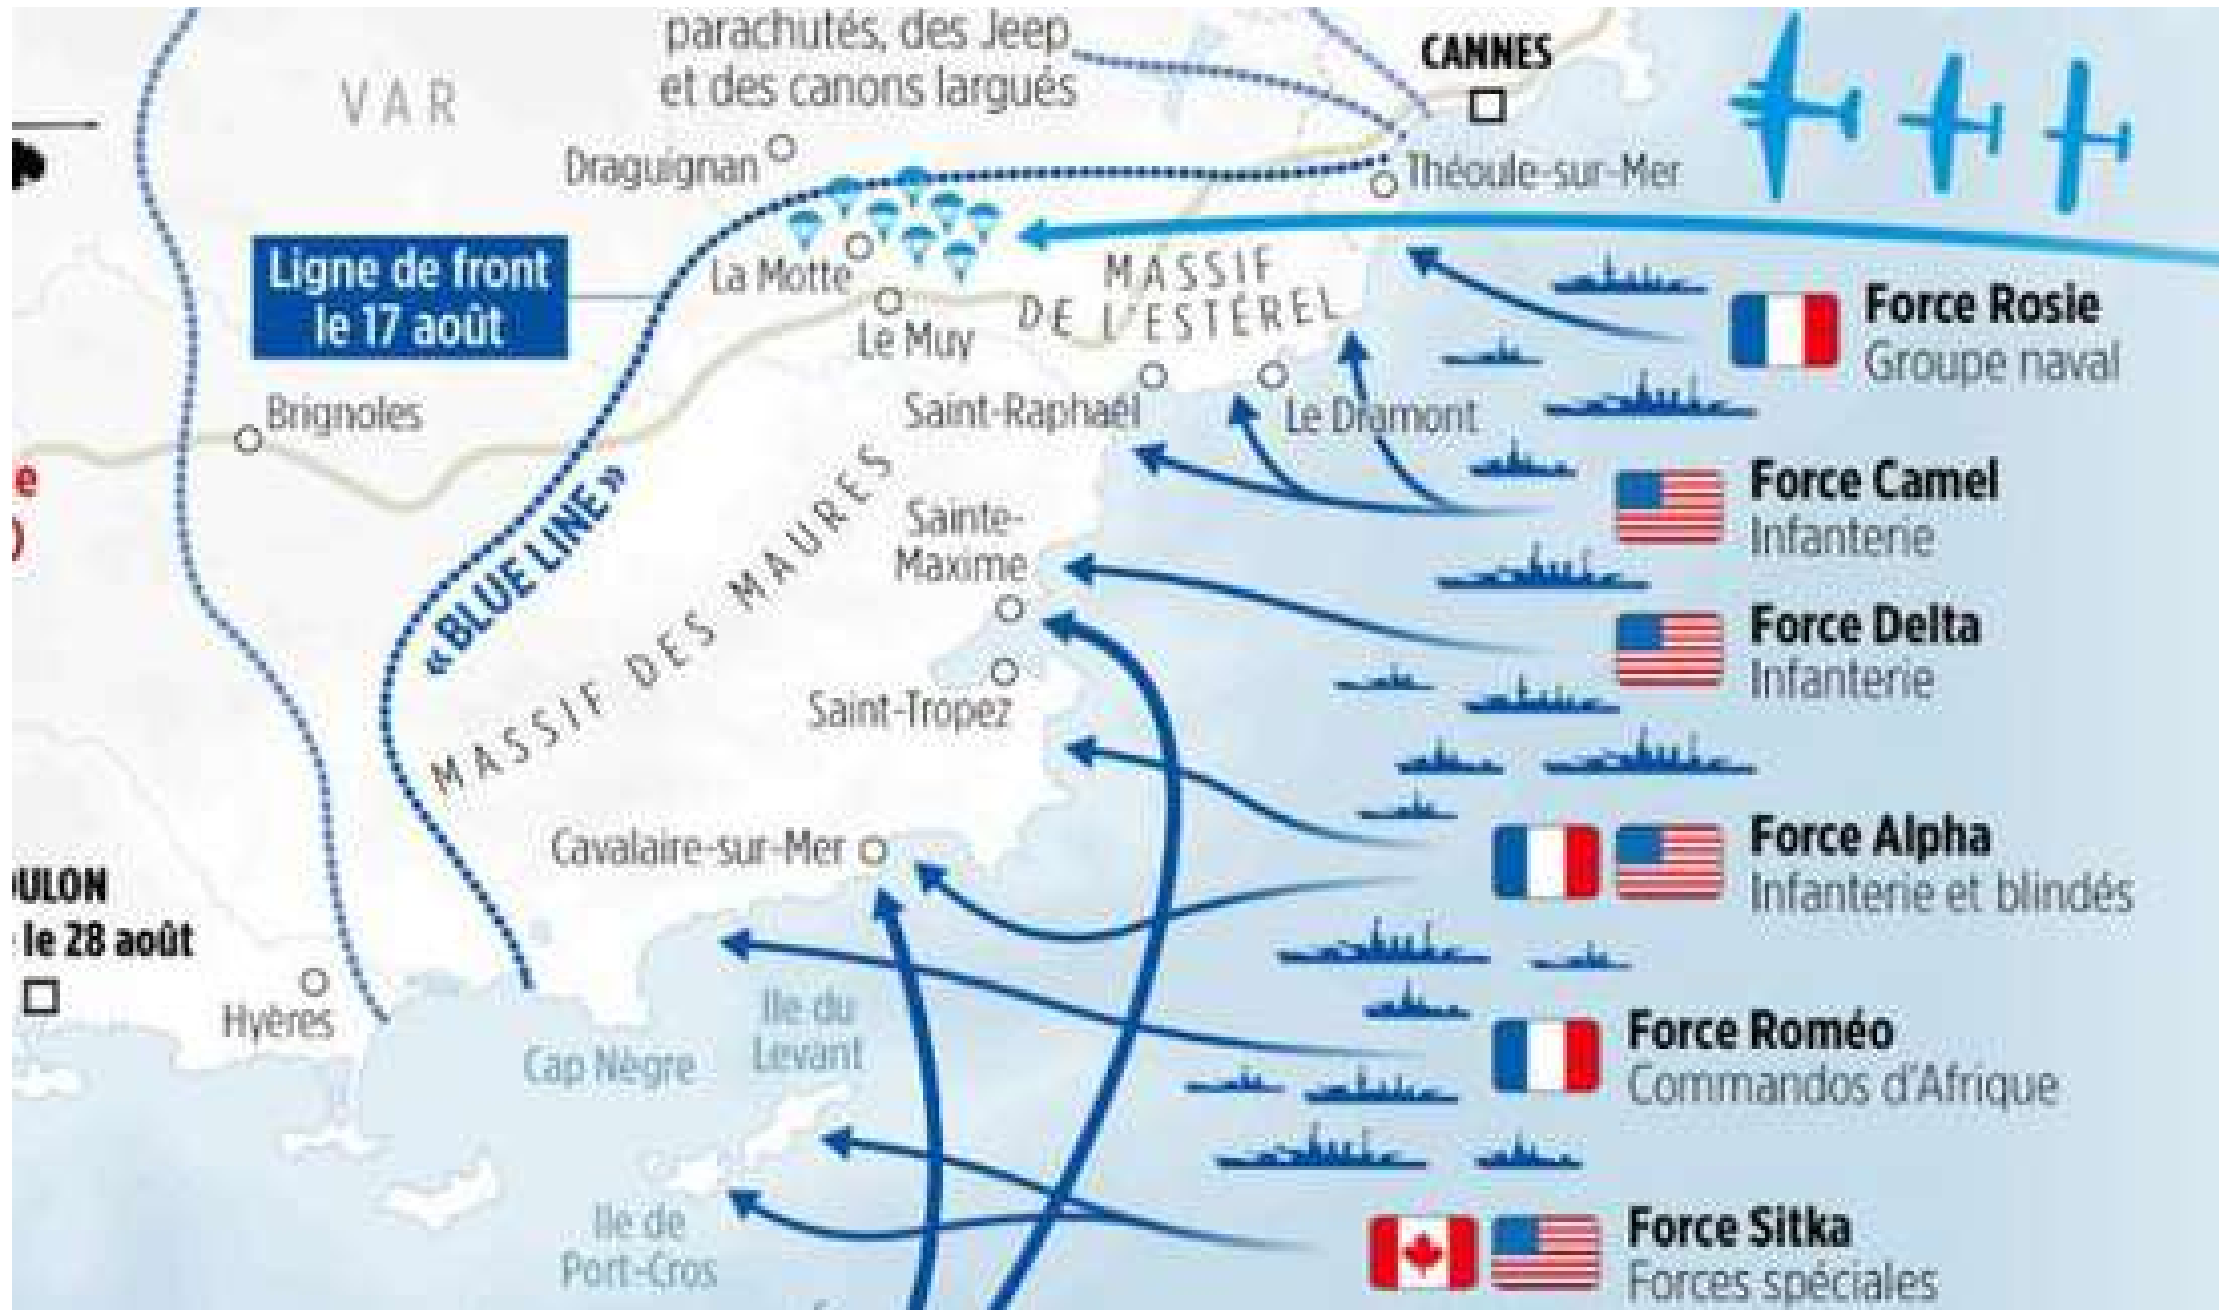 parachutés, des Jeep
et des canons largués
CANNES
VAR
Draguignan
Théoule-sur-Mer
Ligne de front
le 17 août
La Motte
MASSIF
DE L'ESTÉREL
Le Muy
Force Rosie
Groupe naval
Brignoles
Saint-Raphaël
Le Dramont
«BLUE LINE»
MASSIF DES MAURES
Force Camel
Infanterie
Sainte-
Maxime
Force Delta
Infanterie
Saint-Tropez
Cavalaire-sur-Mer
Force Alpha
Infanterie et blindés
OULON
le 28 août
Hyères
Ile du
Levant
Cap Nègre
Force Roméo
Commandos d'Afrique
Ile de
Port-Cros
Force Sitka
Forces spéciales